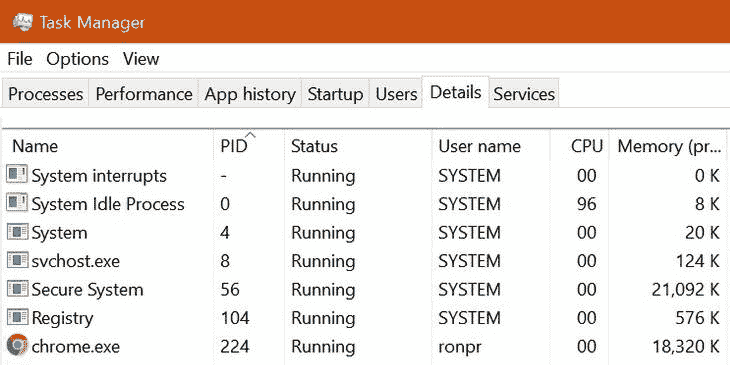 Task Manager
File Options View
Processes Performance App history Startup Users Details Services
Name PID Status User name CPU Memory (pr...
System interrupts - Running SYSTEM 00 0 K
System Idle Process 0 Running SYSTEM 96 8 K
System 4 Running SYSTEM 00 20 K
svchost.exe 8 Running SYSTEM 00 124 K
Secure System 56 Running SYSTEM 00 21,092 K
Registry 104 Running SYSTEM 00 576 K
chrome.exe 224 Running ronpr 00 18,320 K